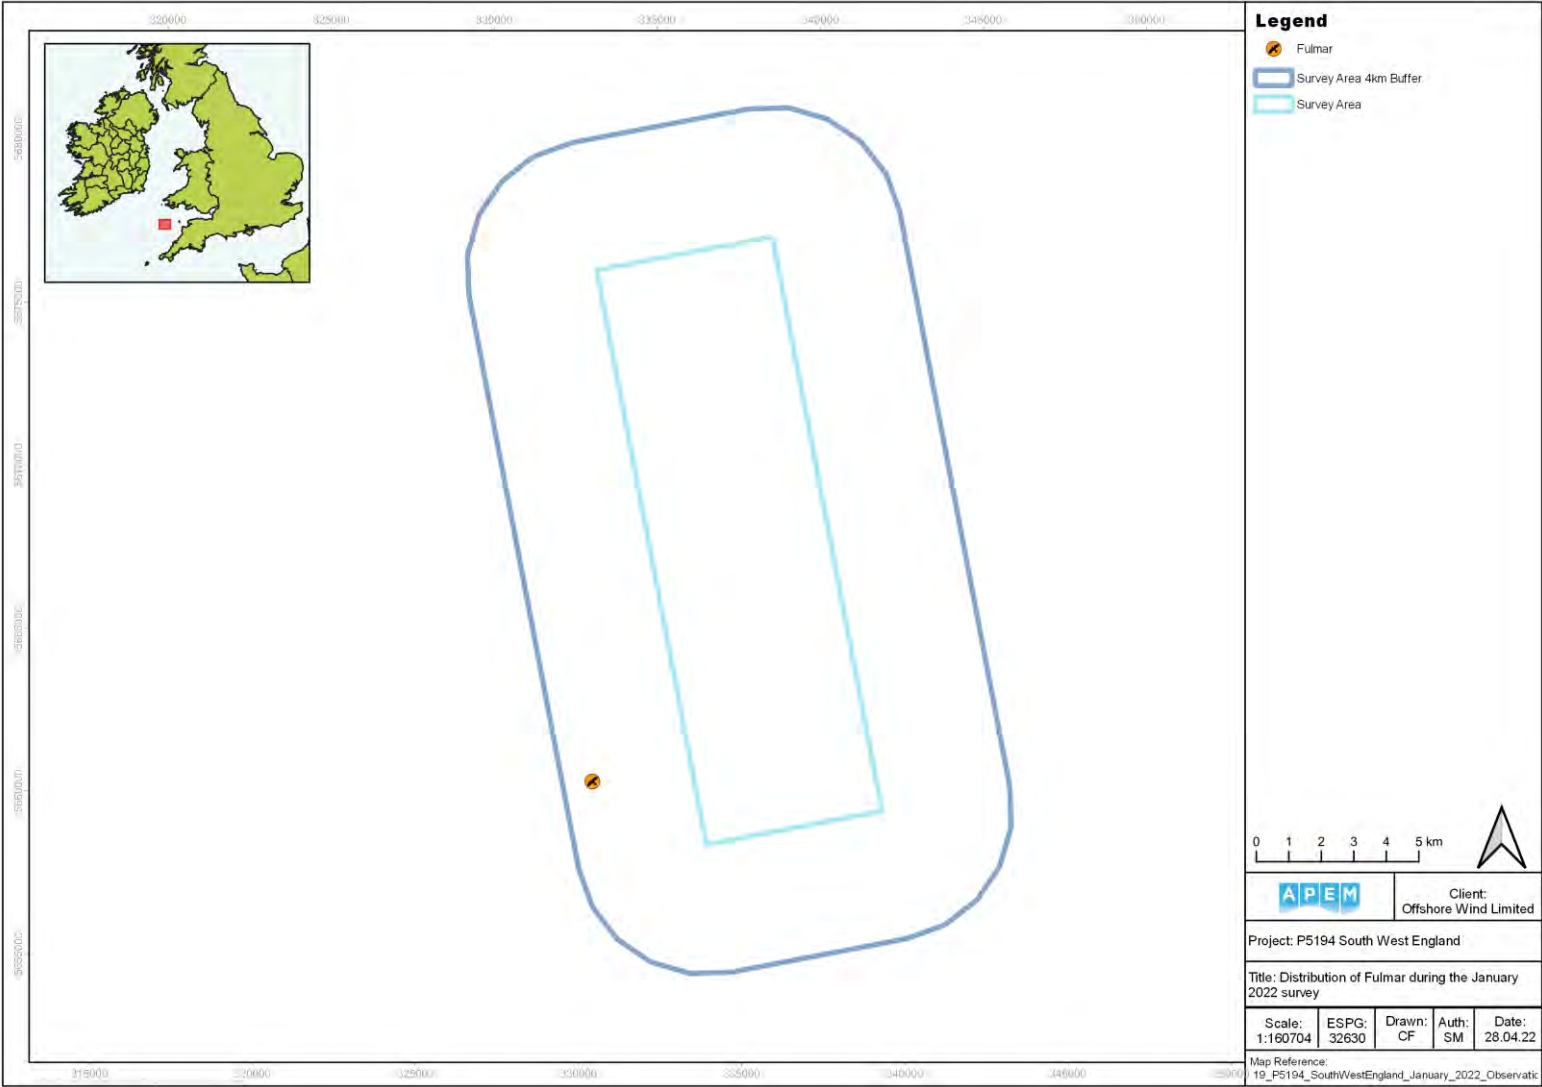 320000 325000 330000 335000 340000 345000 350000
Legend
Fulmar
Survey Area 4km Buffer
Survey Area
0 1 2 3 4 5 km
APEM
Client:
Offshore Wind Limited
Project: P5194 South West England
Title: Distribution of Fulmar during the January
2022 survey
Scale:
1:160704
ESPG:
32630
Drawn:
CF
Auth:
SM
Date:
28.04.22
Map Reference:
19_P5194_SouthWestEngland_January_2022_Observatic
315000 320000 325000 330000 335000 340000 345000